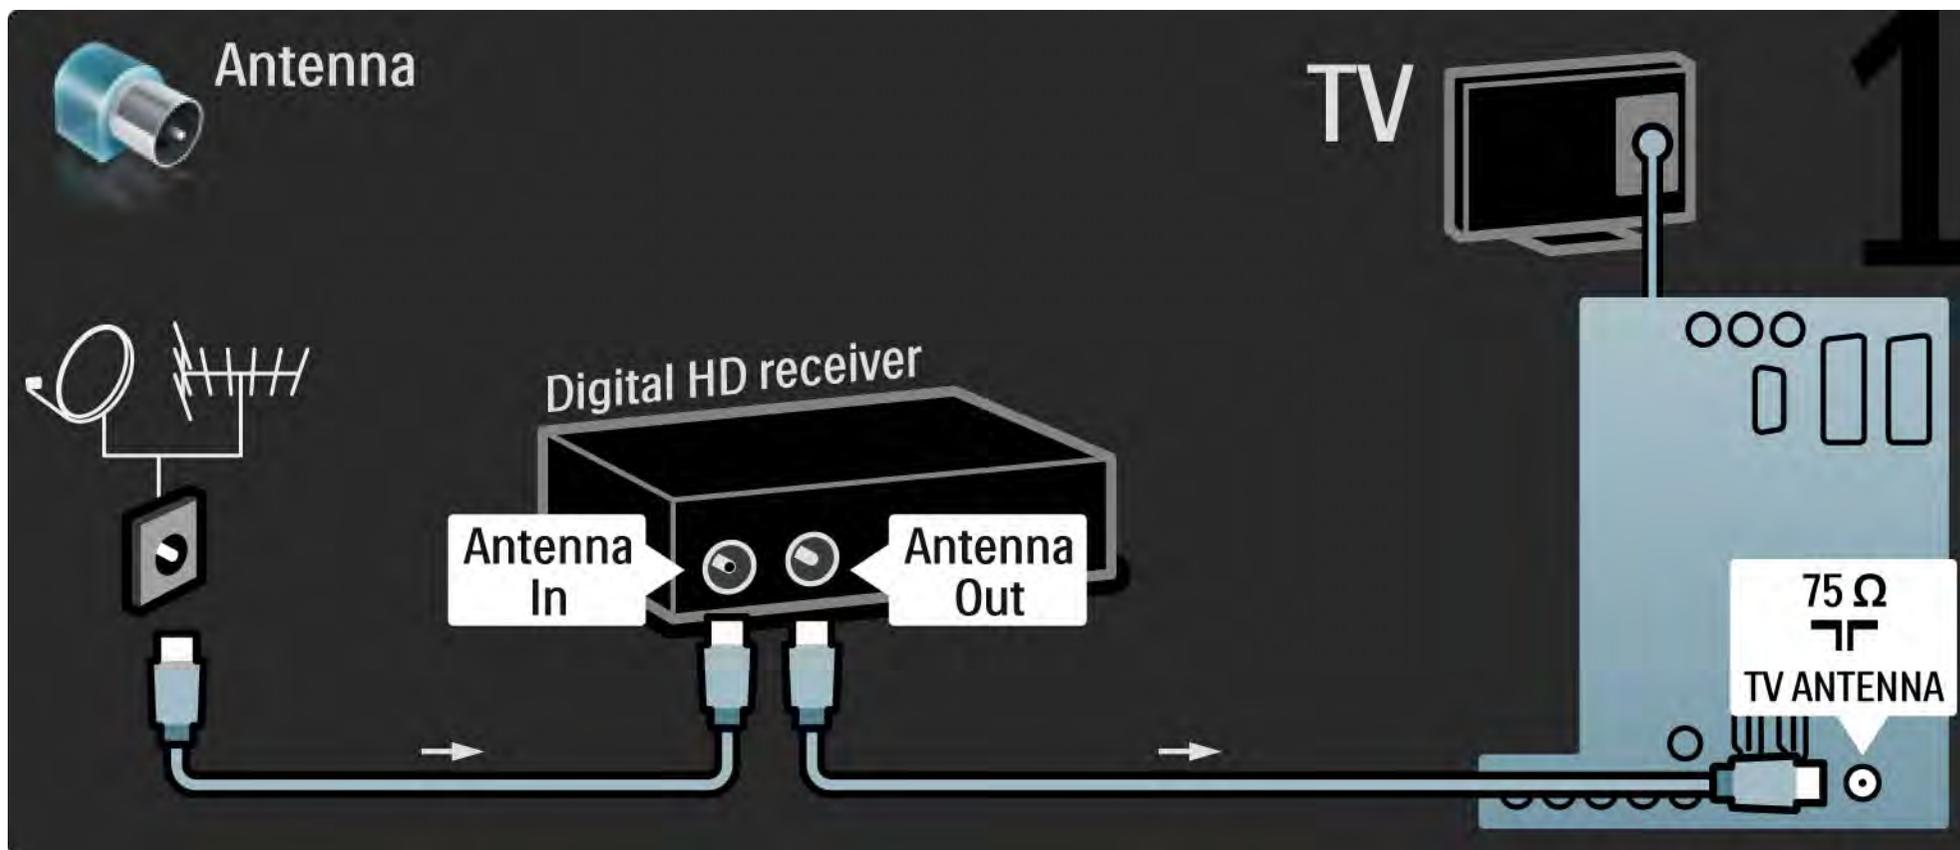 Antenna
TV
1
Digital HD receiver
Antenna
In
Antenna
Out
75 Ω
TV ANTENNA